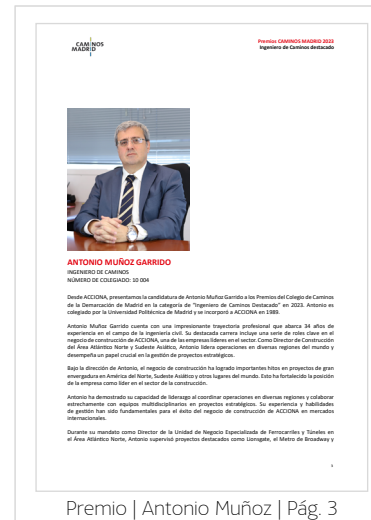 CAMINOS
MADRID
Premios CAMINOS MADRID 2023
Ingeniero de Caminos destacado
ANTONIO MUÑOZ GARRIDO
INGENIERO DE CAMINOS
NÚMERO DE COLEGIADO: 10 004
Desde ACCIONA, presentamos la candidatura de Antonio Muñoz Garrido a los Premios del Colegio de Caminos
de la Demarcación de Madrid en la categoría de "Ingeniero de Caminos Destacado" en 2023. Antonio es
colegiado por la Universidad Politécnica de Madrid y se incorporó a ACCIONA en 1989.
Antonio Muñoz Garrido cuenta con una impresionante trayectoria profesional que abarca 34 años de
experiencia en el campo de la ingeniería civil. Su destacada carrera incluye una serie de roles clave en el
negocio de construcción de ACCIONA, una de las empresas líderes en el sector. Como Director de Construcción
del Área Atlántico Norte y Sudeste Asiático, Antonio lidera operaciones en diversas regiones del mundo y
desempeña un papel crucial en la gestión de proyectos estratégicos.
Bajo la dirección de Antonio, el negocio de construcción ha logrado importantes hitos en proyectos de gran
envergadura en América del Norte, Sudeste Asiático y otros lugares del mundo. Esto ha fortalecido la posición
de la empresa como líder en el sector de la construcción.
Antonio ha demostrado su capacidad de liderazgo al coordinar operaciones en diversas regiones y colaborar
estrechamente con equipos multidisciplinarios en proyectos estratégicos. Su experiencia y habilidades
de gestión han sido fundamentales para el éxito del negocio de construcción de ACCIONA en mercados
internacionales.
Durante su mandato como Director de la Unidad de Negocio Especializada de Ferrocarriles y Túneles en
el Área Atlántico Norte, Antonio supervisó proyectos destacados como Lionsgate, el Metro de Broadway y
Premio | Antonio Muñoz | Pág. 3